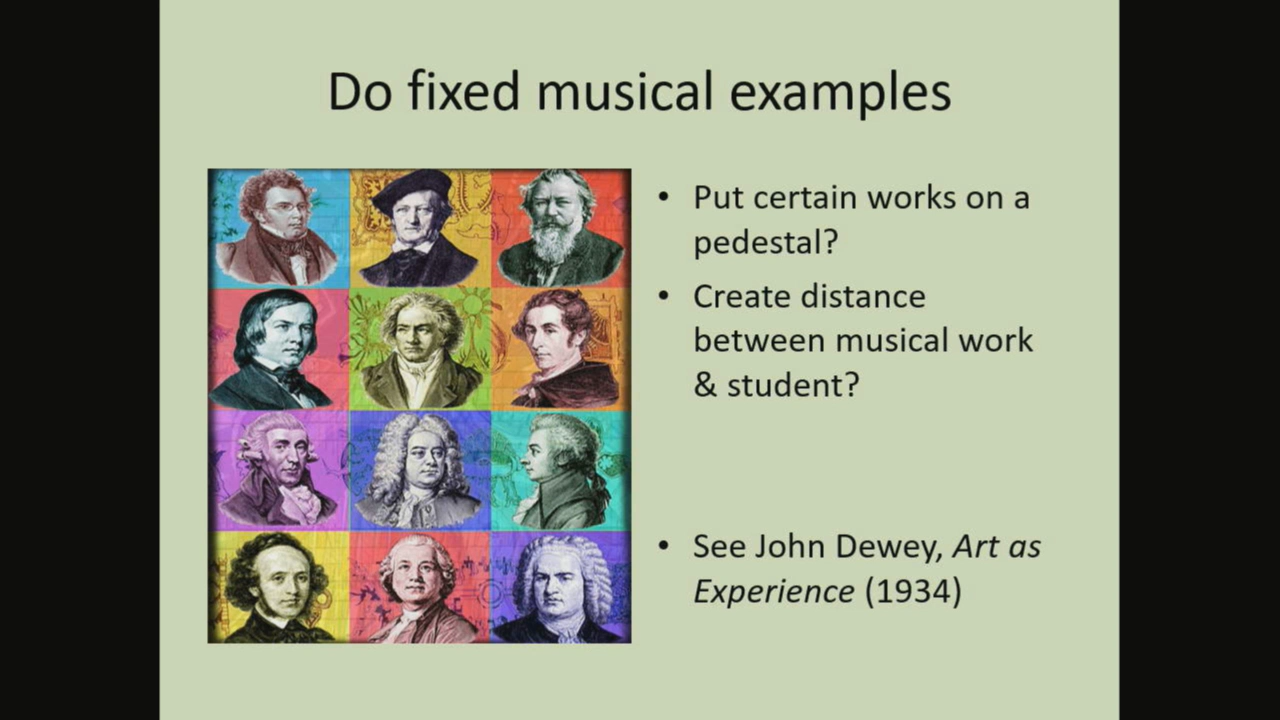 Do fixed musical examples
• Put certain works on a
pedestal?
• Create distance
between musical work
& student?
• See John Dewey, Art as
Experience (1934)